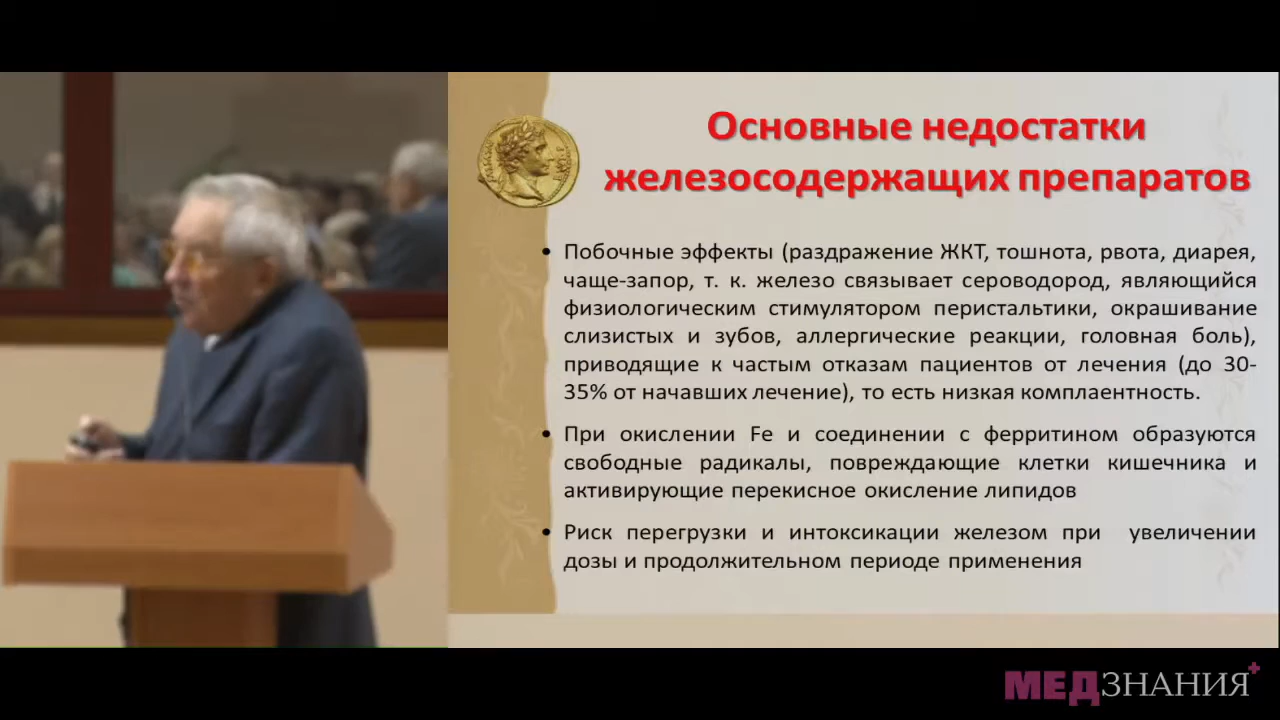 Основные недостатки
железосодержащих препаратов
• Побочные эффекты (раздражение ЖКТ, тошнота, рвота, диарея,
чаще-запор, т. к. железо связывает сероводород, являющийся
физиологическим стимулятором перистальтики, окрашивание
слизистых и зубов, аллергические реакции, головная боль),
приводящие к частым отказам пациентов от лечения (до 30-
35% от начавших лечение), то есть низкая комплаентность.
• При окислении Fe и соединении с ферритином образуются
свободные радикалы, повреждающие клетки кишечника и
активирующие перекисное окисление липидов
• Риск перегрузки и интоксикации железом при увеличении
дозы и продолжительном периоде применения
МЕДЗНАНИЯ+